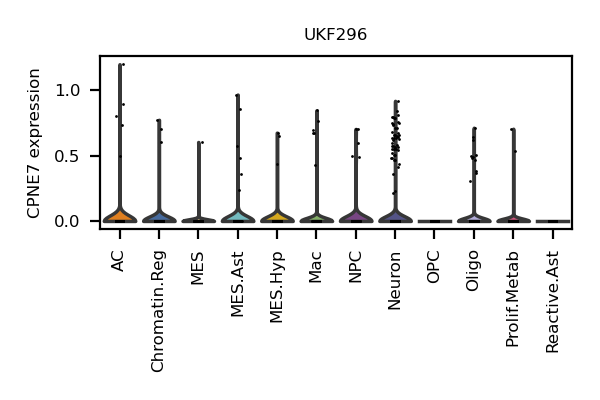 UKF296
CPNE7 expression
1.0
0.5
0.0
AC
Chromatin.Reg
MES
MES.Ast
MES.Hyp
Mac
NPC
Neuron
OPC
Oligo
Prolif.Metab
Reactive.Ast